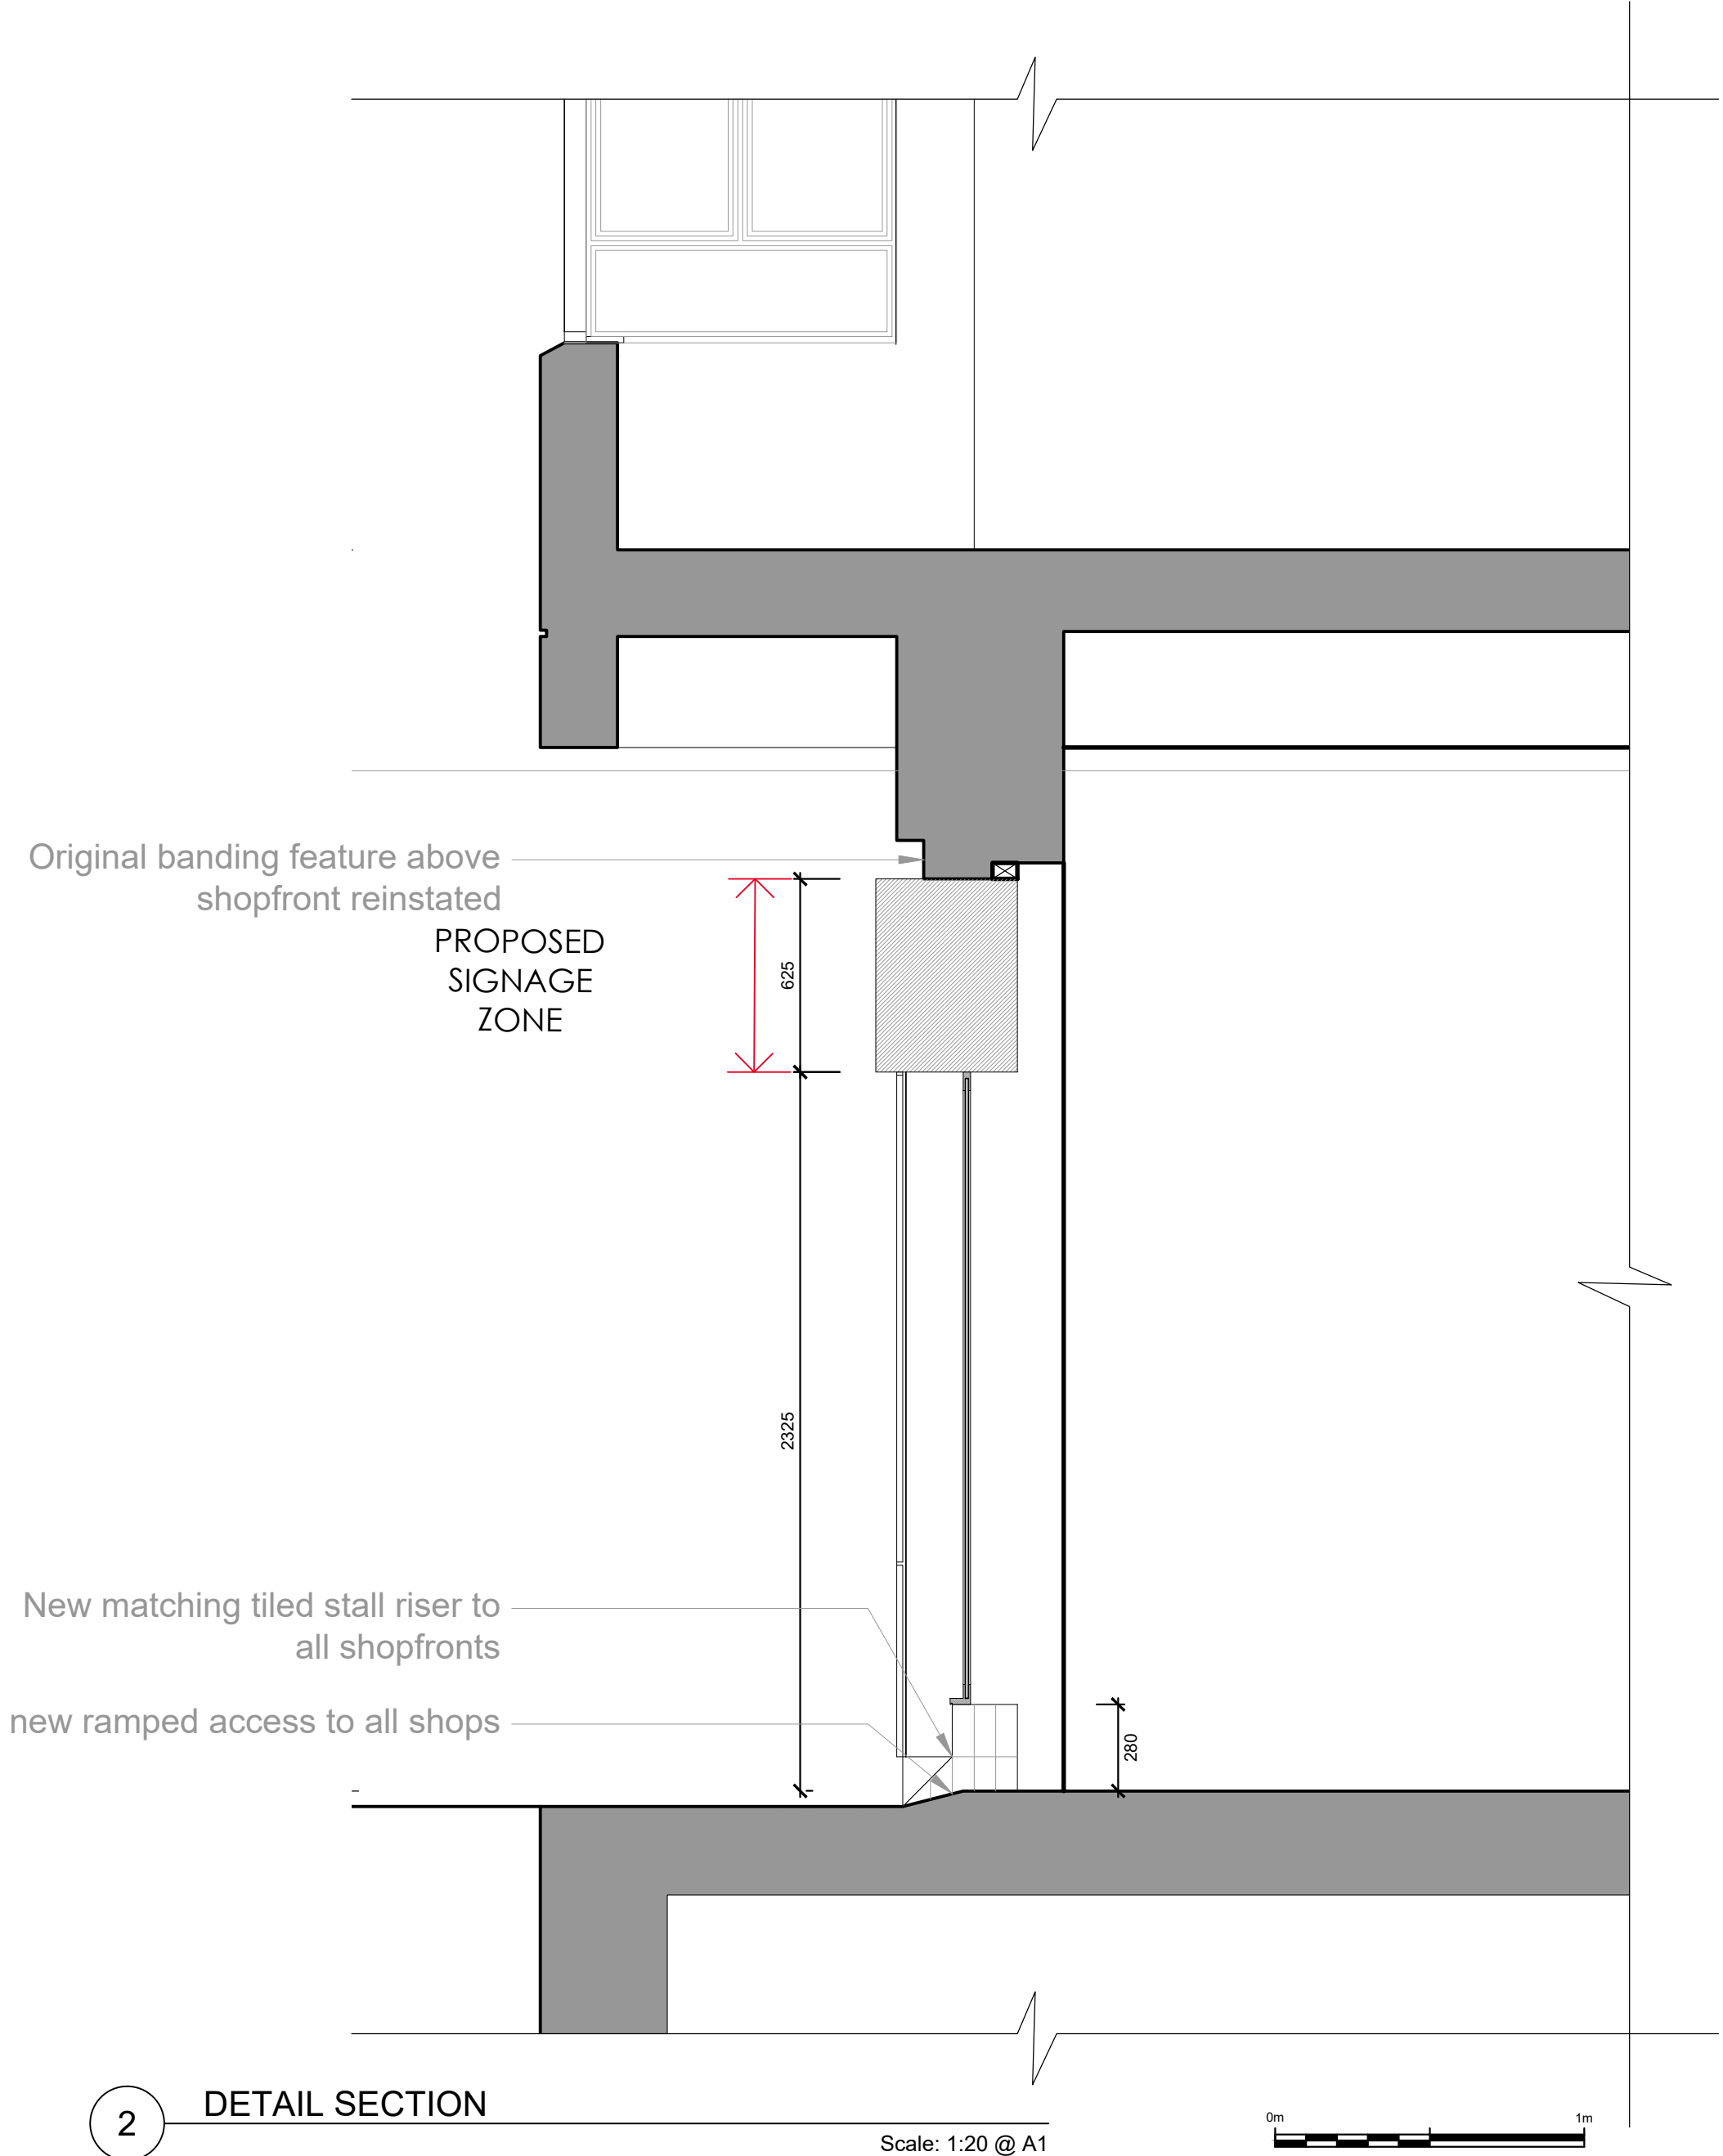 Original banding feature above
shopfront reinstated
PROPOSED
SIGNAGE
ZONE
625
2325
New matching tiled stall riser to
all shopfronts
new ramped access to all shops
280
2
DETAIL SECTION
Scale: 1:20 @ A1
0m
1m